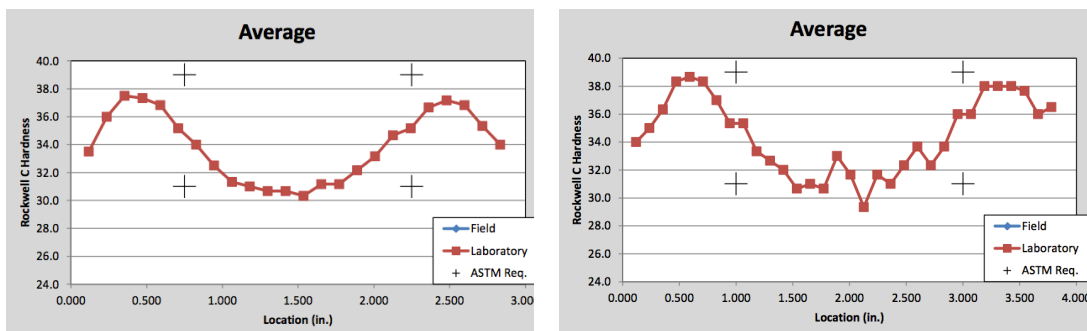 Average
Rockwell C Hardness
40.0
38.0
36.0
34.0
32.0
30.0
28.0
26.0
24.0
0.000 0.500 1.000 1.500 2.000 2.500 3.00
Location (in.)
Field
Laboratory
ASTM Req.
Average
Rockwell C Hardness
40.0
38.0
36.0
34.0
32.0
30.0
28.0
26.0
24.0
0.000 0.500 1.000 1.500 2.000 2.500 3.000 3.500 4.000
Location (in.)
Field
Laboratory
ASTM Req.